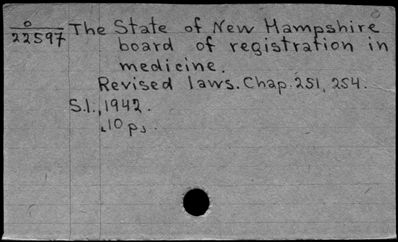 o
22597 The State of New Hampshire
board of registration in
medicine.
Revised laws. Chap. 251, 254.
S.l., 1942.
⌞10 p⌟.